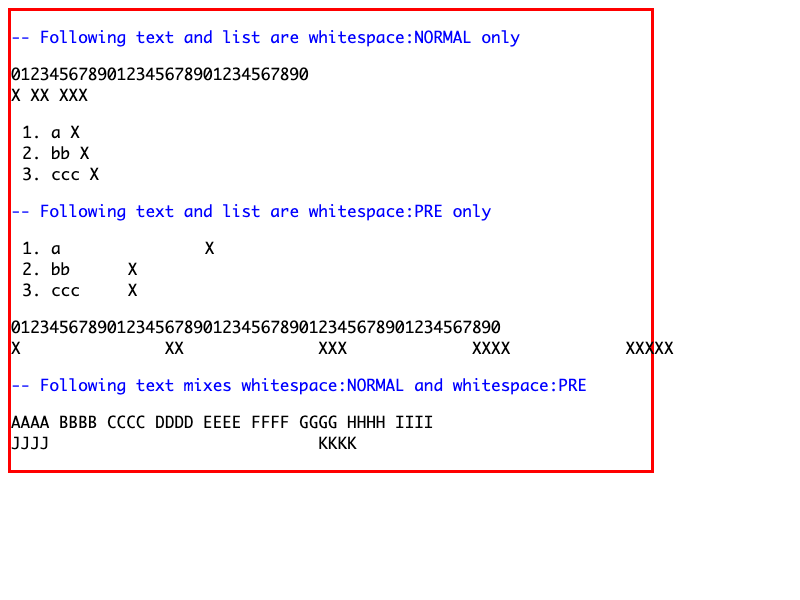 -- Following text and list are whitespace:NORMAL only
0123456789012345678901234567890
X XX XXX
1. a X
2. bb X
3. ccc X
-- Following text and list are whitespace:PRE only
1. a               X
2. bb      X
3. ccc     X
012345678901234567890123456789012345678901234567890
X               XX              XXX             XXXX            XXXXX
-- Following text mixes whitespace:NORMAL and whitespace:PRE
AAAA BBBB CCCC DDDD EEEE FFFF GGGG HHHH IIII
JJJJ                            KKKK